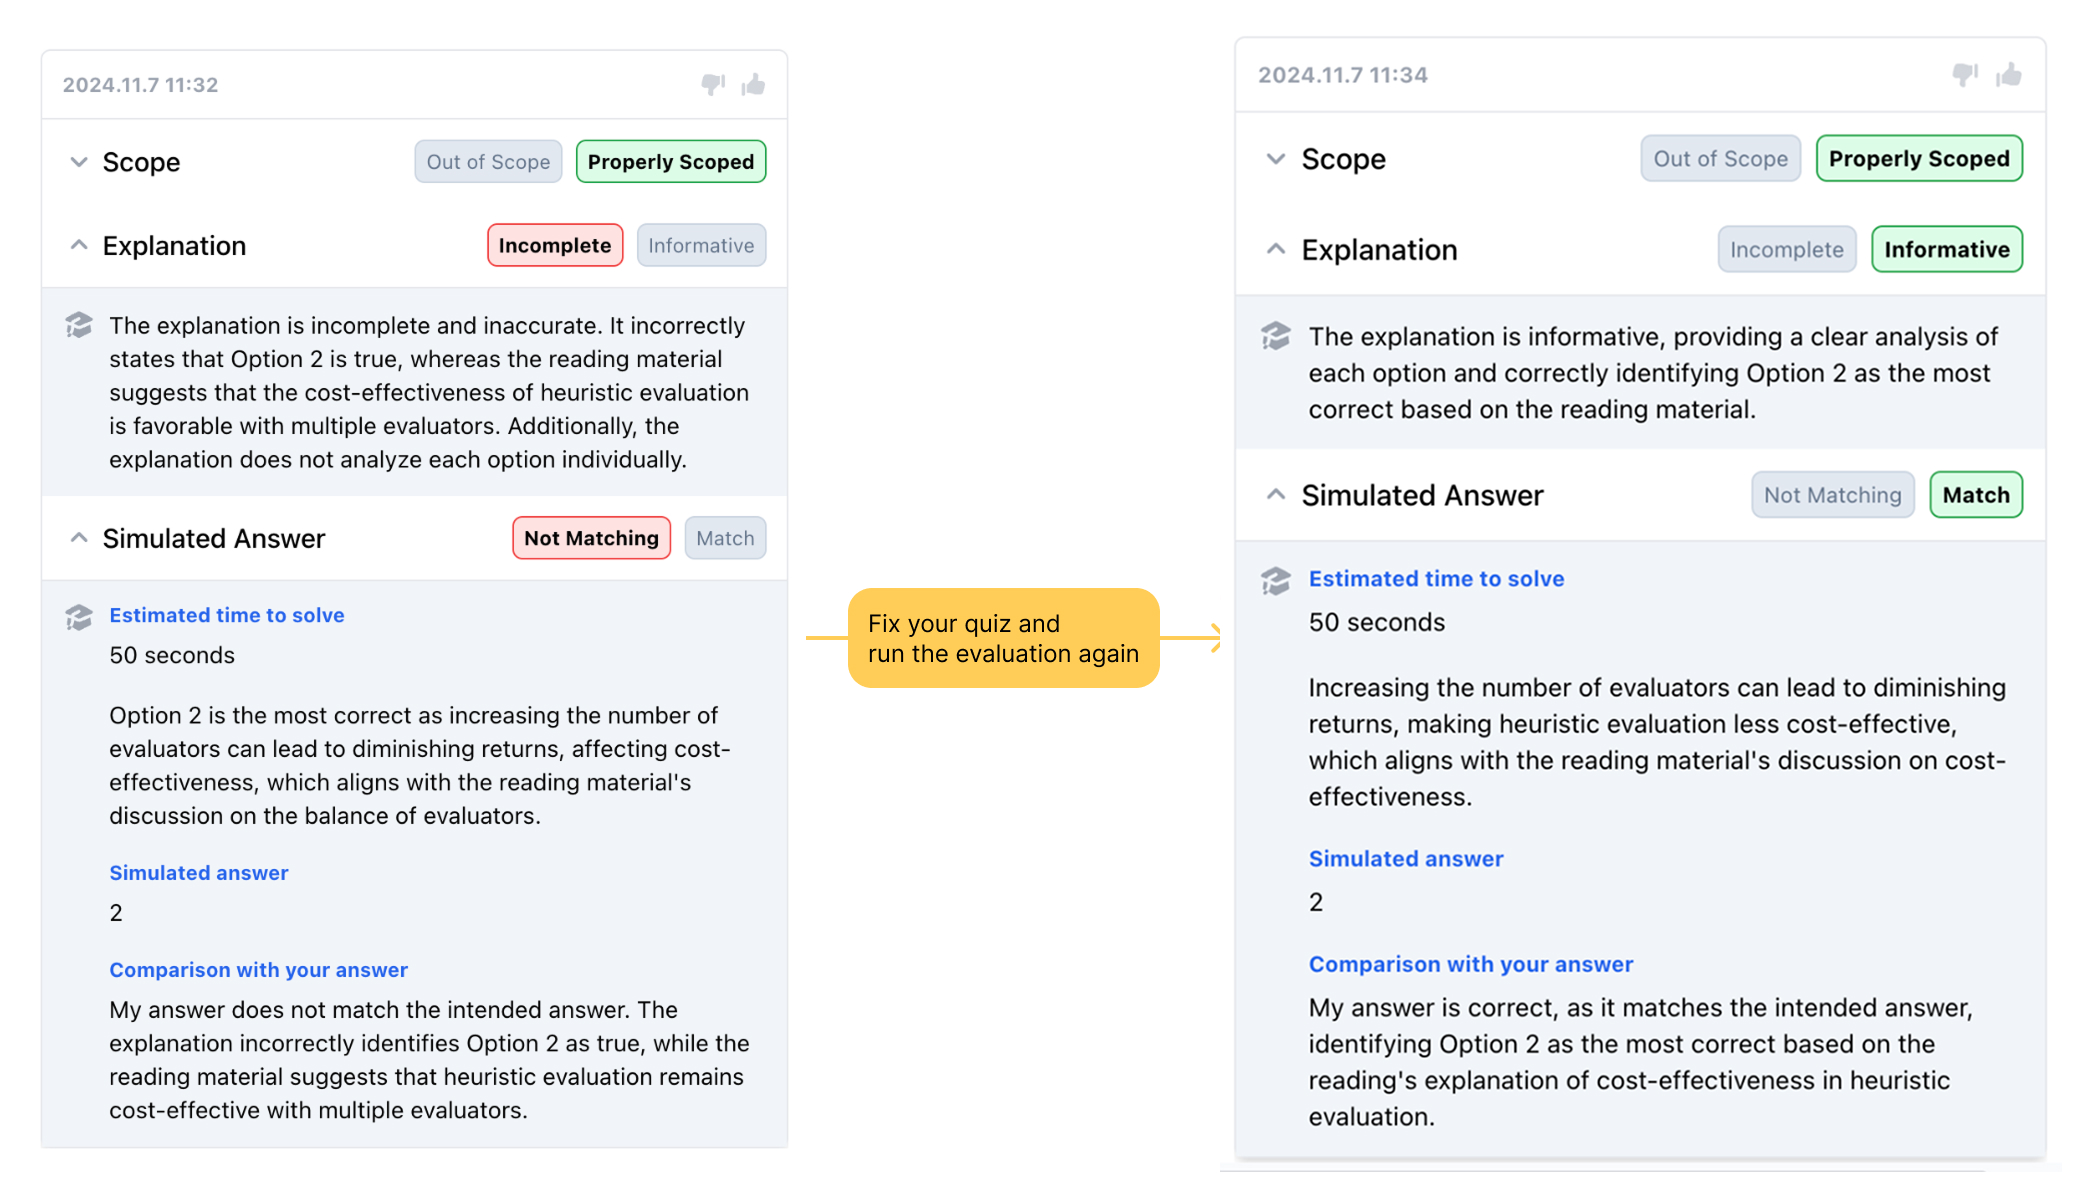 2024.11.7 11:32
Scope
Out of Scope
Properly Scoped
Explanation
Incomplete
Informative
The explanation is incomplete and inaccurate. It incorrectly
states that Option 2 is true, whereas the reading material
suggests that the cost-effectiveness of heuristic evaluation
is favorable with multiple evaluators. Additionally, the
explanation does not analyze each option individually.
Simulated Answer
Not Matching
Match
Estimated time to solve
50 seconds
Option 2 is the most correct as increasing the number of
evaluators can lead to diminishing returns, affecting cost-
effectiveness, which aligns with the reading material's
discussion on the balance of evaluators.
Simulated answer
2
Comparison with your answer
My answer does not match the intended answer. The
explanation incorrectly identifies Option 2 as true, while the
reading material suggests that heuristic evaluation remains
cost-effective with multiple evaluators.
Fix your quiz and
run the evaluation again
2024.11.7 11:34
Scope
Out of Scope
Properly Scoped
Explanation
Incomplete
Informative
The explanation is informative, providing a clear analysis of
each option and correctly identifying Option 2 as the most
correct based on the reading material.
Simulated Answer
Not Matching
Match
Estimated time to solve
50 seconds
Increasing the number of evaluators can lead to diminishing
returns, making heuristic evaluation less cost-effective,
which aligns with the reading material's discussion on cost-
effectiveness.
Simulated answer
2
Comparison with your answer
My answer is correct, as it matches the intended answer,
identifying Option 2 as the most correct based on the
reading's explanation of cost-effectiveness in heuristic
evaluation.